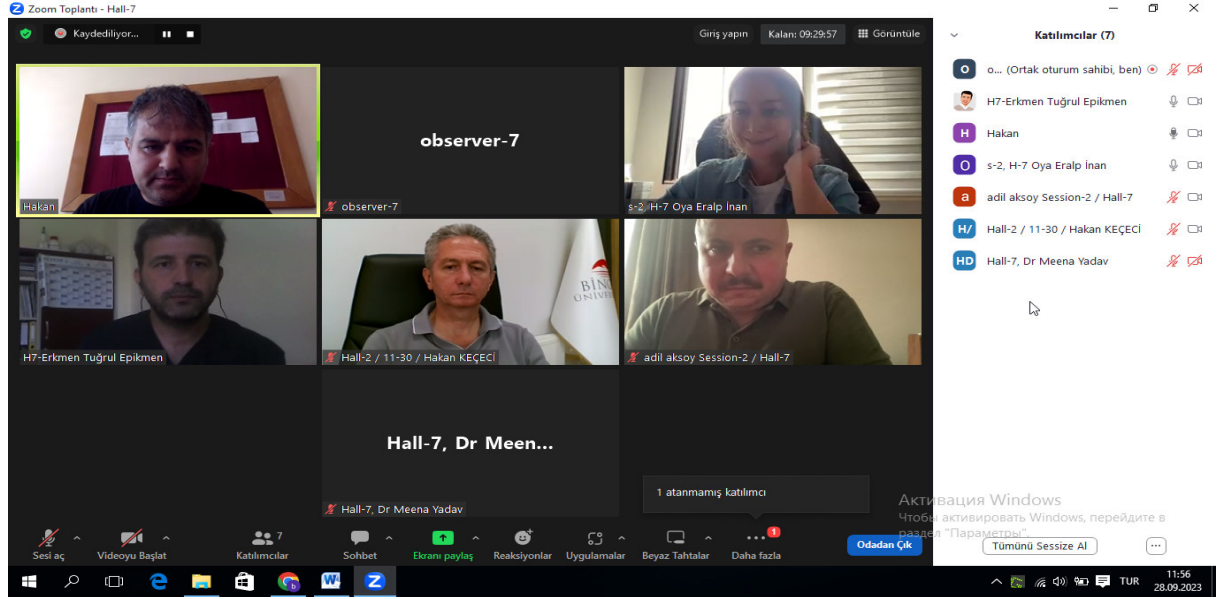 Zoom Toplantı - Hall-7
Kaydediliyor...
Giriş yapın
Kalan: 09:29:57
Görüntüle
Hakan
observer-7
observer-7
s-2, H-7 Oya Eralp İnan
BİNG
ÜNİVER
H7-Erkmen Tuğrul Epikmen
Hall-2 / 11-30 / Hakan KEÇECİ
adil aksoy Session-2 / Hall-7
Hall-7, Dr Meen...
Hall-7, Dr Meena Yadav
1 atanmamış katılımcı
Sesi aç
Videoyu Başlat
7
Katılımcılar
Sohbet
Ekranı paylaş
Reaksiyonlar
Uygulamalar
Beyaz Tahtalar
1
Daha fazla
Odadan Çık
Katılımcılar (7)
o
o... (Ortak oturum sahibi, ben)
H7-Erkmen Tuğrul Epikmen
H
Hakan
O
s-2, H-7 Oya Eralp İnan
a
adil aksoy Session-2 / Hall-7
H/
Hall-2 / 11-30 / Hakan KEÇECİ
HD
Hall-7, Dr Meena Yadav
Активация Windows
Чтобы активировать Windows, перейдите в
раздел "Параметры".
Tümünü Sessize Al
...
TUR
11:56
28.09.2023